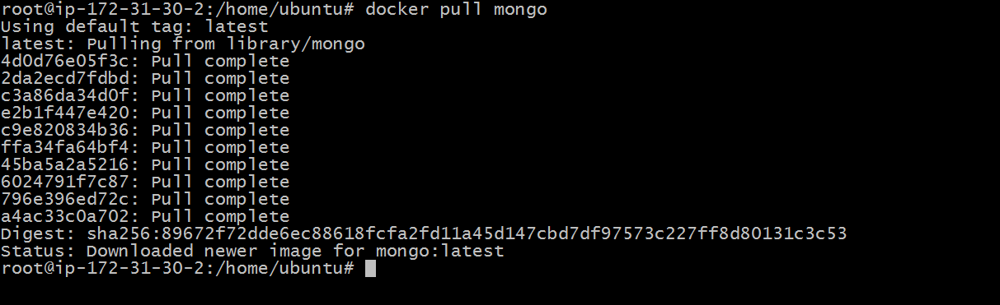 root@ip-172-31-30-2:/home/ubuntu# docker pull mongo
Using default tag: latest
latest: Pulling from library/mongo
4d0d76e05f3c: Pull complete
2da2ecd7fdbd: Pull complete
c3a86da34d0f: Pull complete
e2b1f447e420: Pull complete
c9e820834b36: Pull complete
ffa34fa64bf4: Pull complete
45ba5a2a5216: Pull complete
6024791f7c87: Pull complete
796e396ed72c: Pull complete
a4ac33c0a702: Pull complete
Digest: sha256:89672f72dde6ec88618fcfa2fd11a45d147cbd7df97573c227ff8d80131c3c53
Status: Downloaded newer image for mongo:latest
root@ip-172-31-30-2:/home/ubuntu#